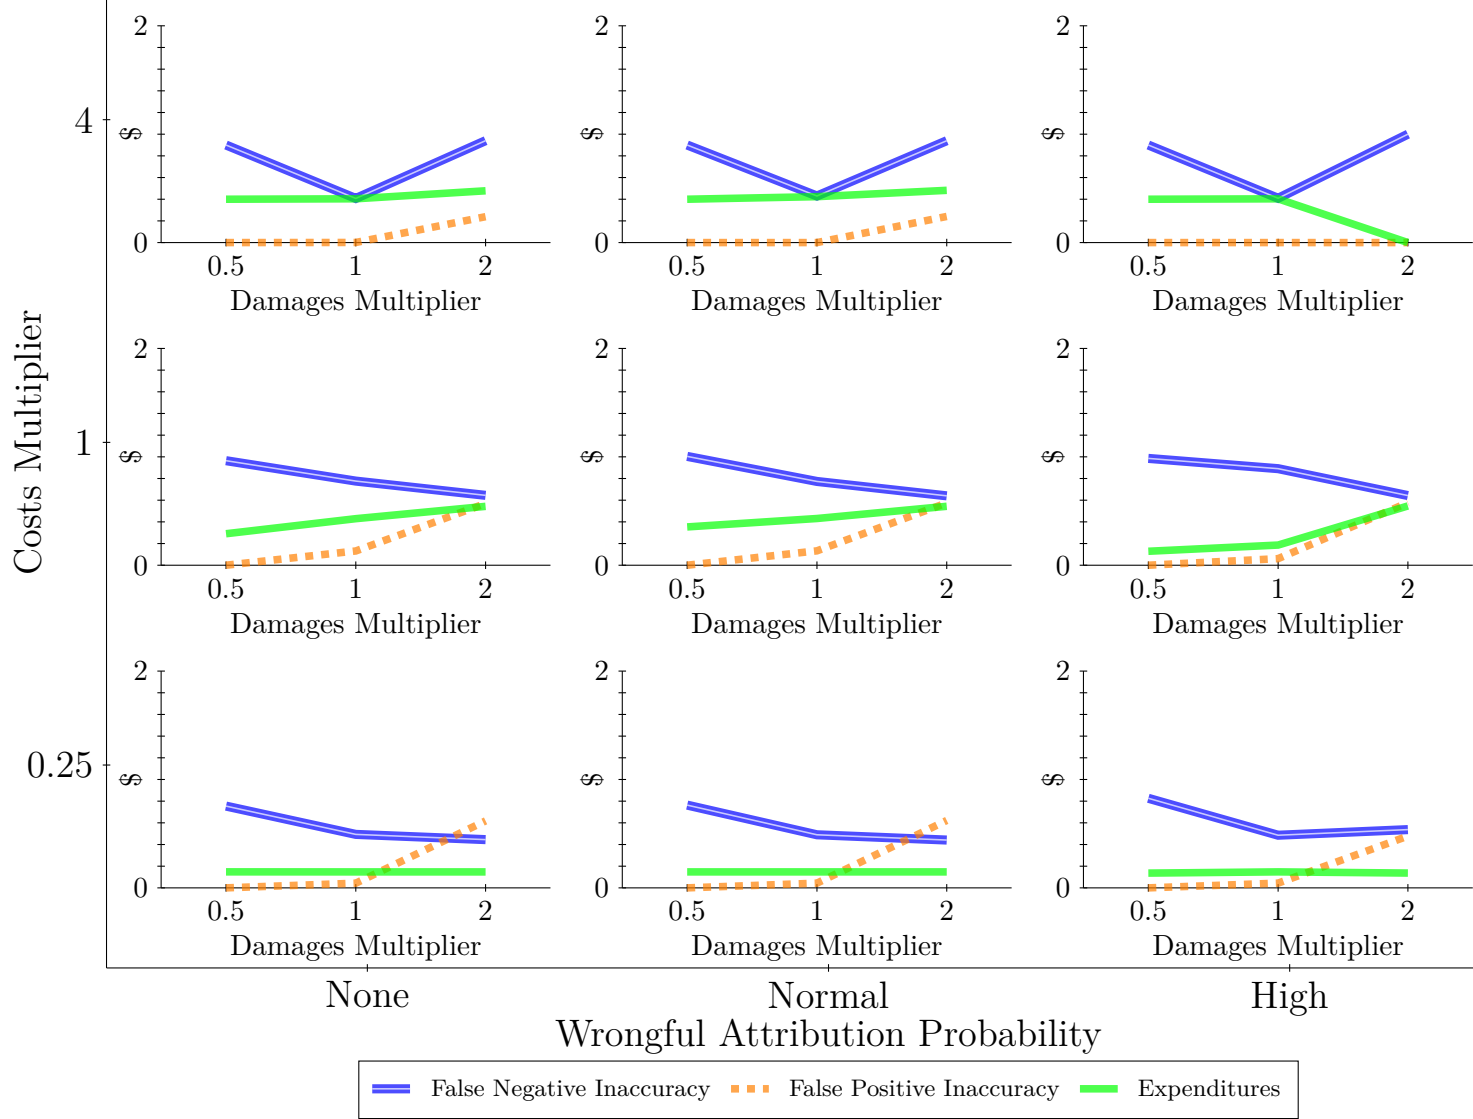 Costs Multiplier
4
2
$
0
0.5 1 2
Damages Multiplier
2
$
0
0.5 1 2
Damages Multiplier
2
$
0
0.5 1 2
Damages Multiplier
1
2
$
0
0.5 1 2
Damages Multiplier
2
$
0
0.5 1 2
Damages Multiplier
2
$
0
0.5 1 2
Damages Multiplier
0.25
2
$
0
0.5 1 2
Damages Multiplier
2
$
0
0.5 1 2
Damages Multiplier
2
$
0
0.5 1 2
Damages Multiplier
None Normal High
Wrongful Attribution Probability
False Negative Inaccuracy False Positive Inaccuracy Expenditures